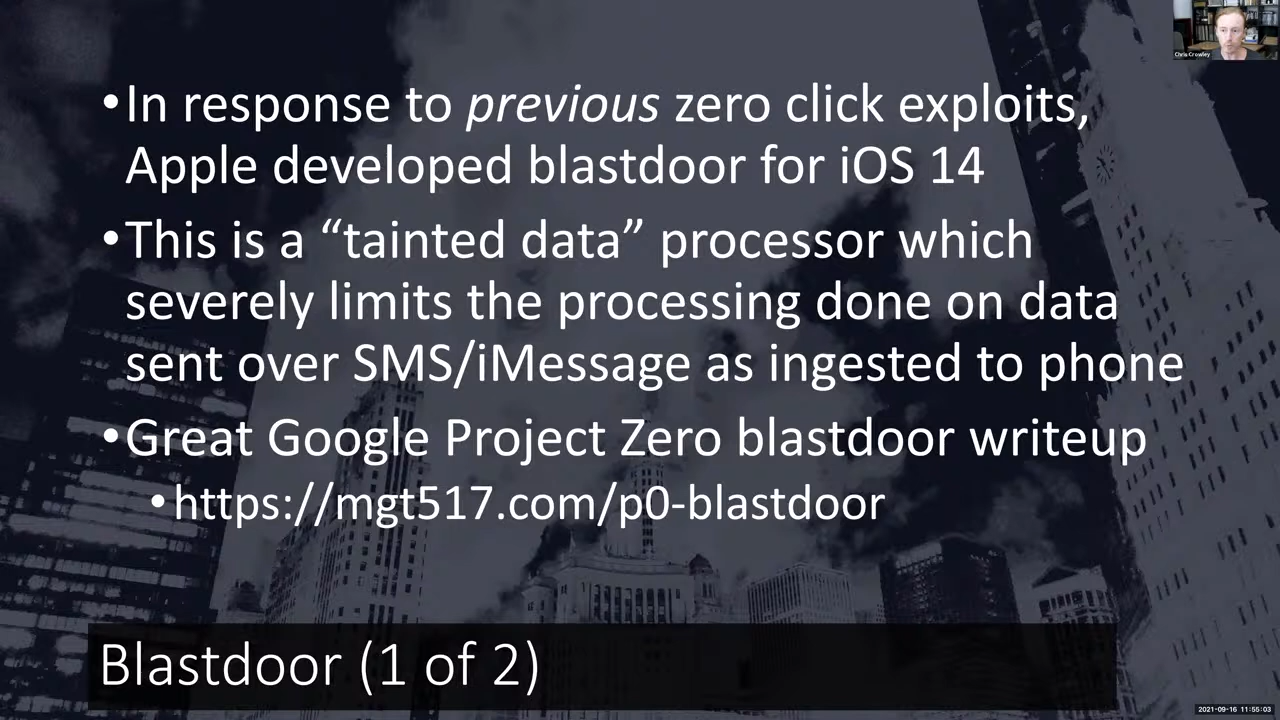 Chris Crowley
•In response to previous zero click exploits,
Apple developed blastdoor for iOS 14
•This is a “tainted data” processor which
severely limits the processing done on data
sent over SMS/iMessage as ingested to phone
•Great Google Project Zero blastdoor writeup
•https://mgt517.com/p0-blastdoor
Blastdoor (1 of 2)
2021-09-16 11:55:03